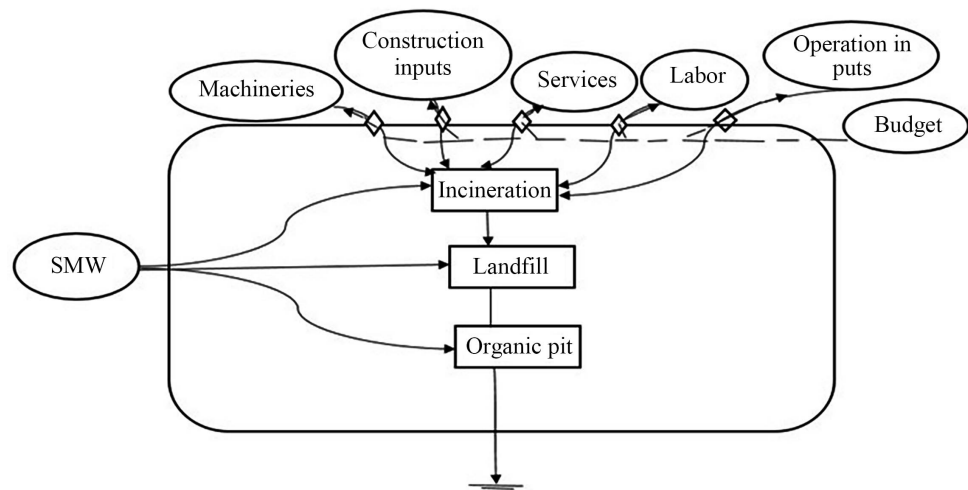 Construction
inputs
Operation in
puts
Machineries
Services
Labor
Budget
Incineration
SMW
Landfill
Organic pit